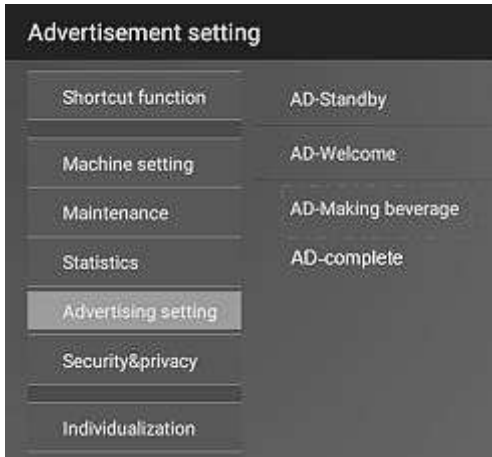 Advertisement setting
Shortcut function
Machine setting
Maintenance
Statistics
Advertising setting
Security&privacy
Individualization
AD-Standby
AD-Welcome
AD-Making beverage
AD-complete